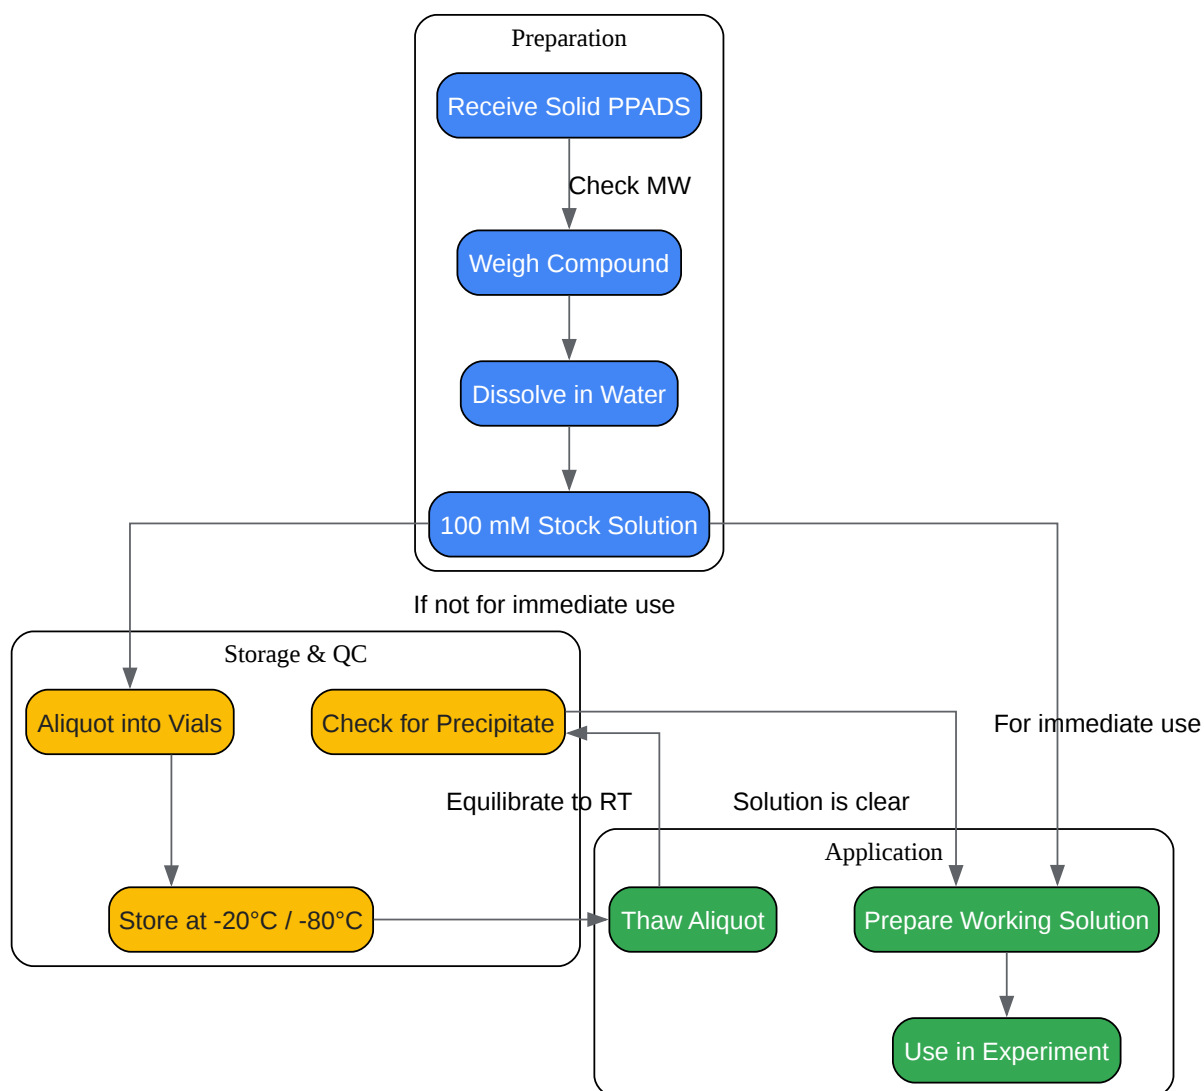 Preparation
Receive Solid PPADS
Check MW
Weigh Compound
Dissolve in Water
100 mM Stock Solution
If not for immediate use
Storage & QC
Aliquot into Vials
Check for Precipitate
For immediate use
Equilibrate to RT
Solution is clear
Application
Store at -20°C / -80°C
Thaw Aliquot
Prepare Working Solution
Use in Experiment